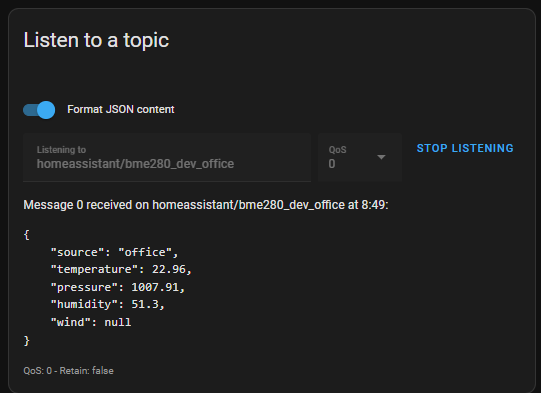 Listen to a topic
Format JSON content
Listening to
homeassistant/bme280_dev_office
QoS
0
STOP LISTENING
Message 0 received on homeassistant/bme280_dev_office at 8:49:
{
    "source": "office",
    "temperature": 22.96,
    "pressure": 1007.91,
    "humidity": 51.3,
    "wind": null
}
QoS: 0 - Retain: false